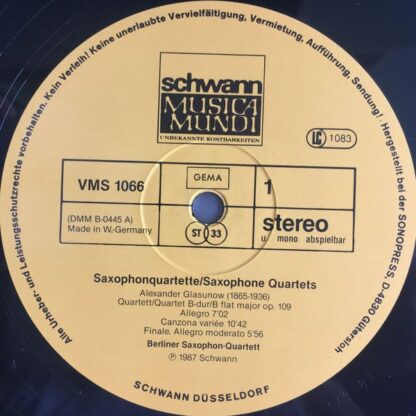 Alle Urheber- und Leistungsschutzrechte vorbehalten. Kein Verleih! Keine unerlaubte Vervielfältigung, Vermietung, Aufführung, Sendung!. Hergestellt bei der SONOPRESS, D-4830 Gütersloh
schwann
MUSICA
MUNDI
UNBEKANNTE KOSTBARKEITEN
LC 1083
VMS 1066
GEMA
1
(DMM B-0445 A)
Made in W.-Germany
ST 33
stereo
u mono abspielbar
Saxophonquartette/Saxophone Quartets
Alexander Glasunow (1865-1936)
Quartett/Quartet B-dur/B flat major op. 109
Allegro 7'02
Canzona variée 10'42
Finale. Allegro moderato 5'56
Berliner Saxophon-Quartett
℗ 1987 Schwann
SCHWANN DÜSSELDORF